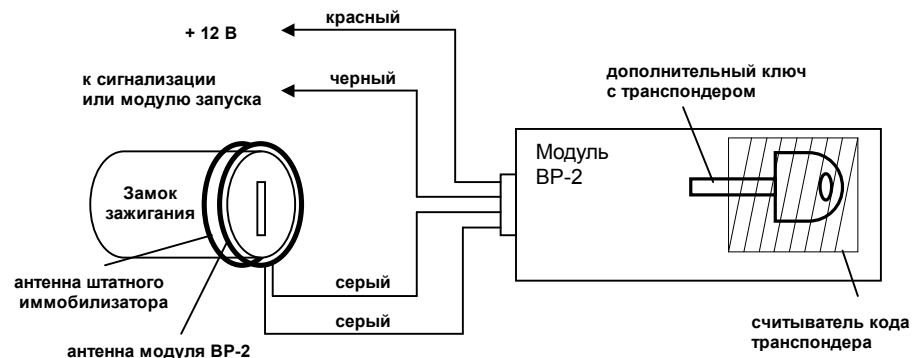 красный
+ 12 В
к сигнализации
или модулю запуска
черный
дополнительный ключ
с транспондером
Модуль
ВР-2
Замок
зажигания
антенна штатного
иммобилизатора
серый
серый
антенна модуля ВР-2
считыватель кода
транспондера